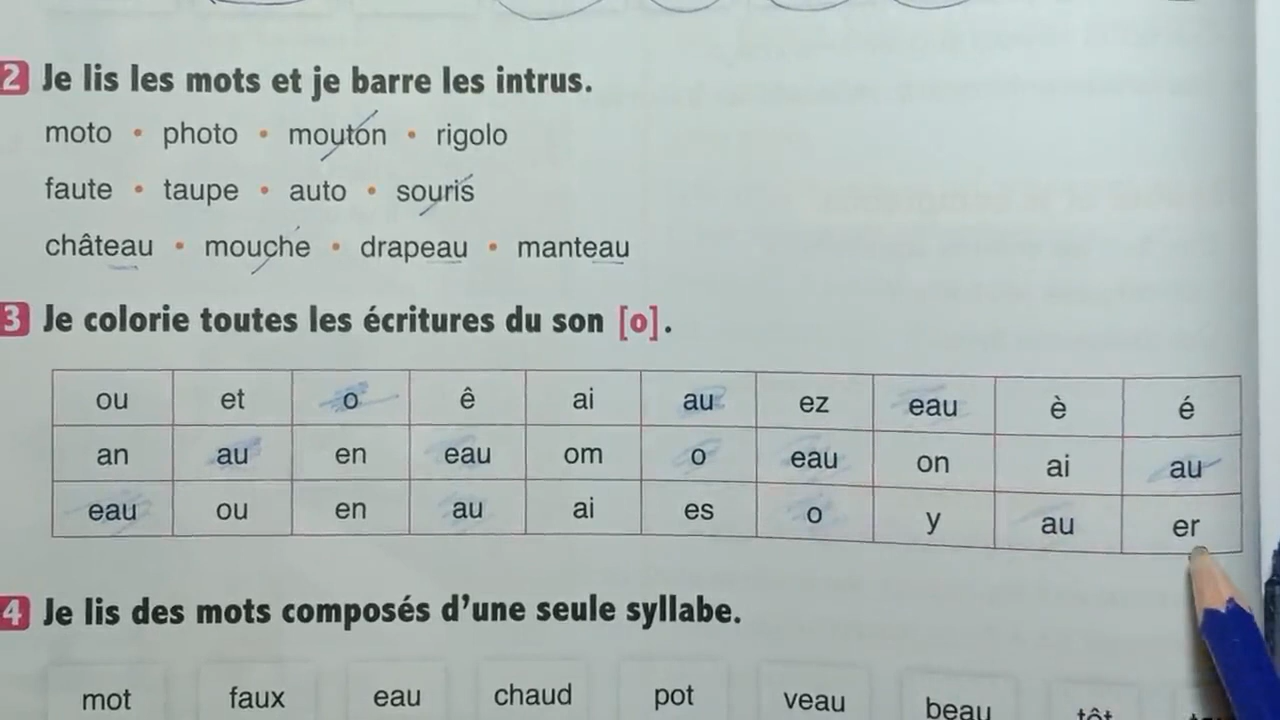 2 Je lis les mots et je barre les intrus.
moto • photo • mouton • rigolo
faute • taupe • auto • souris
château • mouche • drapeau • manteau
3 Je colorie toutes les écritures du son [o].
ou et o ê ai au ez eau è é
an au en eau om o eau on ai au
eau ou en au ai es o y au er
4 Je lis des mots composés d'une seule syllabe.
mot faux eau chaud pot veau beau tôt